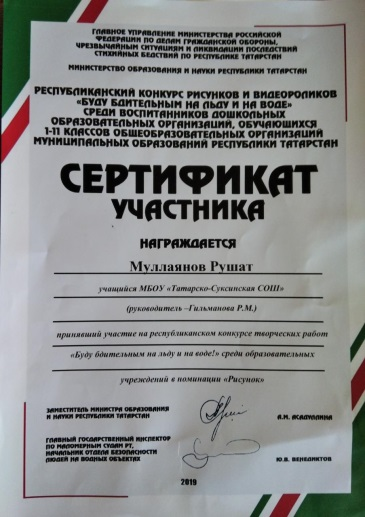 ГЛАВНОЕ УПРАВЛЕНИЕ МИНИСТЕРСТВА РОССИЙСКОЙ
ФЕДЕРАЦИИ ПО ДЕЛАМ ГРАЖДАНСКОЙ ОБОРОНЫ,
ЧРЕЗВЫЧАЙНЫМ СИТУАЦИЯМ И ЛИКВИДАЦИИ ПОСЛЕДСТВИЙ
СТИХИЙНЫХ БЕДСТВИЙ ПО РЕСПУБЛИКЕ ТАТАРСТАН
МИНИСТЕРСТВО ОБРАЗОВАНИЯ И НАУКИ РЕСПУБЛИКИ ТАТАРСТАН
РЕСПУБЛИКАНСКИЙ КОНКУРС РИСУНКОВ И ВИДЕОРОЛИКОВ
«БУДУ БДИТЕЛЬНЫМ НА ЛЬДУ И НА ВОДЕ»
СРЕДИ ВОСПИТАННИКОВ ДОШКОЛЬНЫХ
ОБРАЗОВАТЕЛЬНЫХ ОРГАНИЗАЦИЙ, ОБУЧАЮЩИХСЯ
1-11 КЛАССОВ ОБЩЕОБРАЗОВАТЕЛЬНЫХ ОРГАНИЗАЦИЙ
МУНИЦИПАЛЬНЫХ ОБРАЗОВАНИЙ РЕСПУБЛИКИ ТАТАРСТАН
СЕРТИФИКАТ
УЧАСТНИКА
НАГРАЖДАЕТСЯ
Муллаянов Рушат
учащийся МБОУ «Татарско-Суксинская СОШ»
(руководитель –Гильманова Р.М.)
принявший участие на республиканском конкурсе творческих работ
«Буду бдительным на льду и на воде!» среди образовательных
учреждений в номинации «Рисунок»
ЗАМЕСТИТЕЛЬ МИНИСТРА ОБРАЗОВАНИЯ
И НАУКИ РЕСПУБЛИКИ ТАТАРСТАН
Л.М. АСАДУЛЛИНА
ГЛАВНЫЙ ГОСУДАРСТВЕННЫЙ ИНСПЕКТОР
ПО МАЛОМЕРНЫМ СУДАМ РТ,
НАЧАЛЬНИК ОТДЕЛА БЕЗОПАСНОСТИ
ЛЮДЕЙ НА ВОДНЫХ ОБЪЕКТАХ
Ю.В. ВЕНЕДИКТОВ
2019